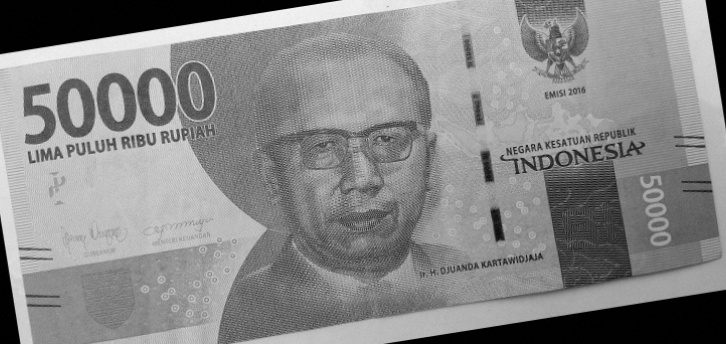 50000
LIMA PULUH RIBU RUPIAH
EMISI 2016
NEGARA KESATUAN REPUBLIK
INDONESIA
50000
GUBERNUR
MENTERI KEUANGAN
Ir. H. DJUANDA KARTAWIDJAJA